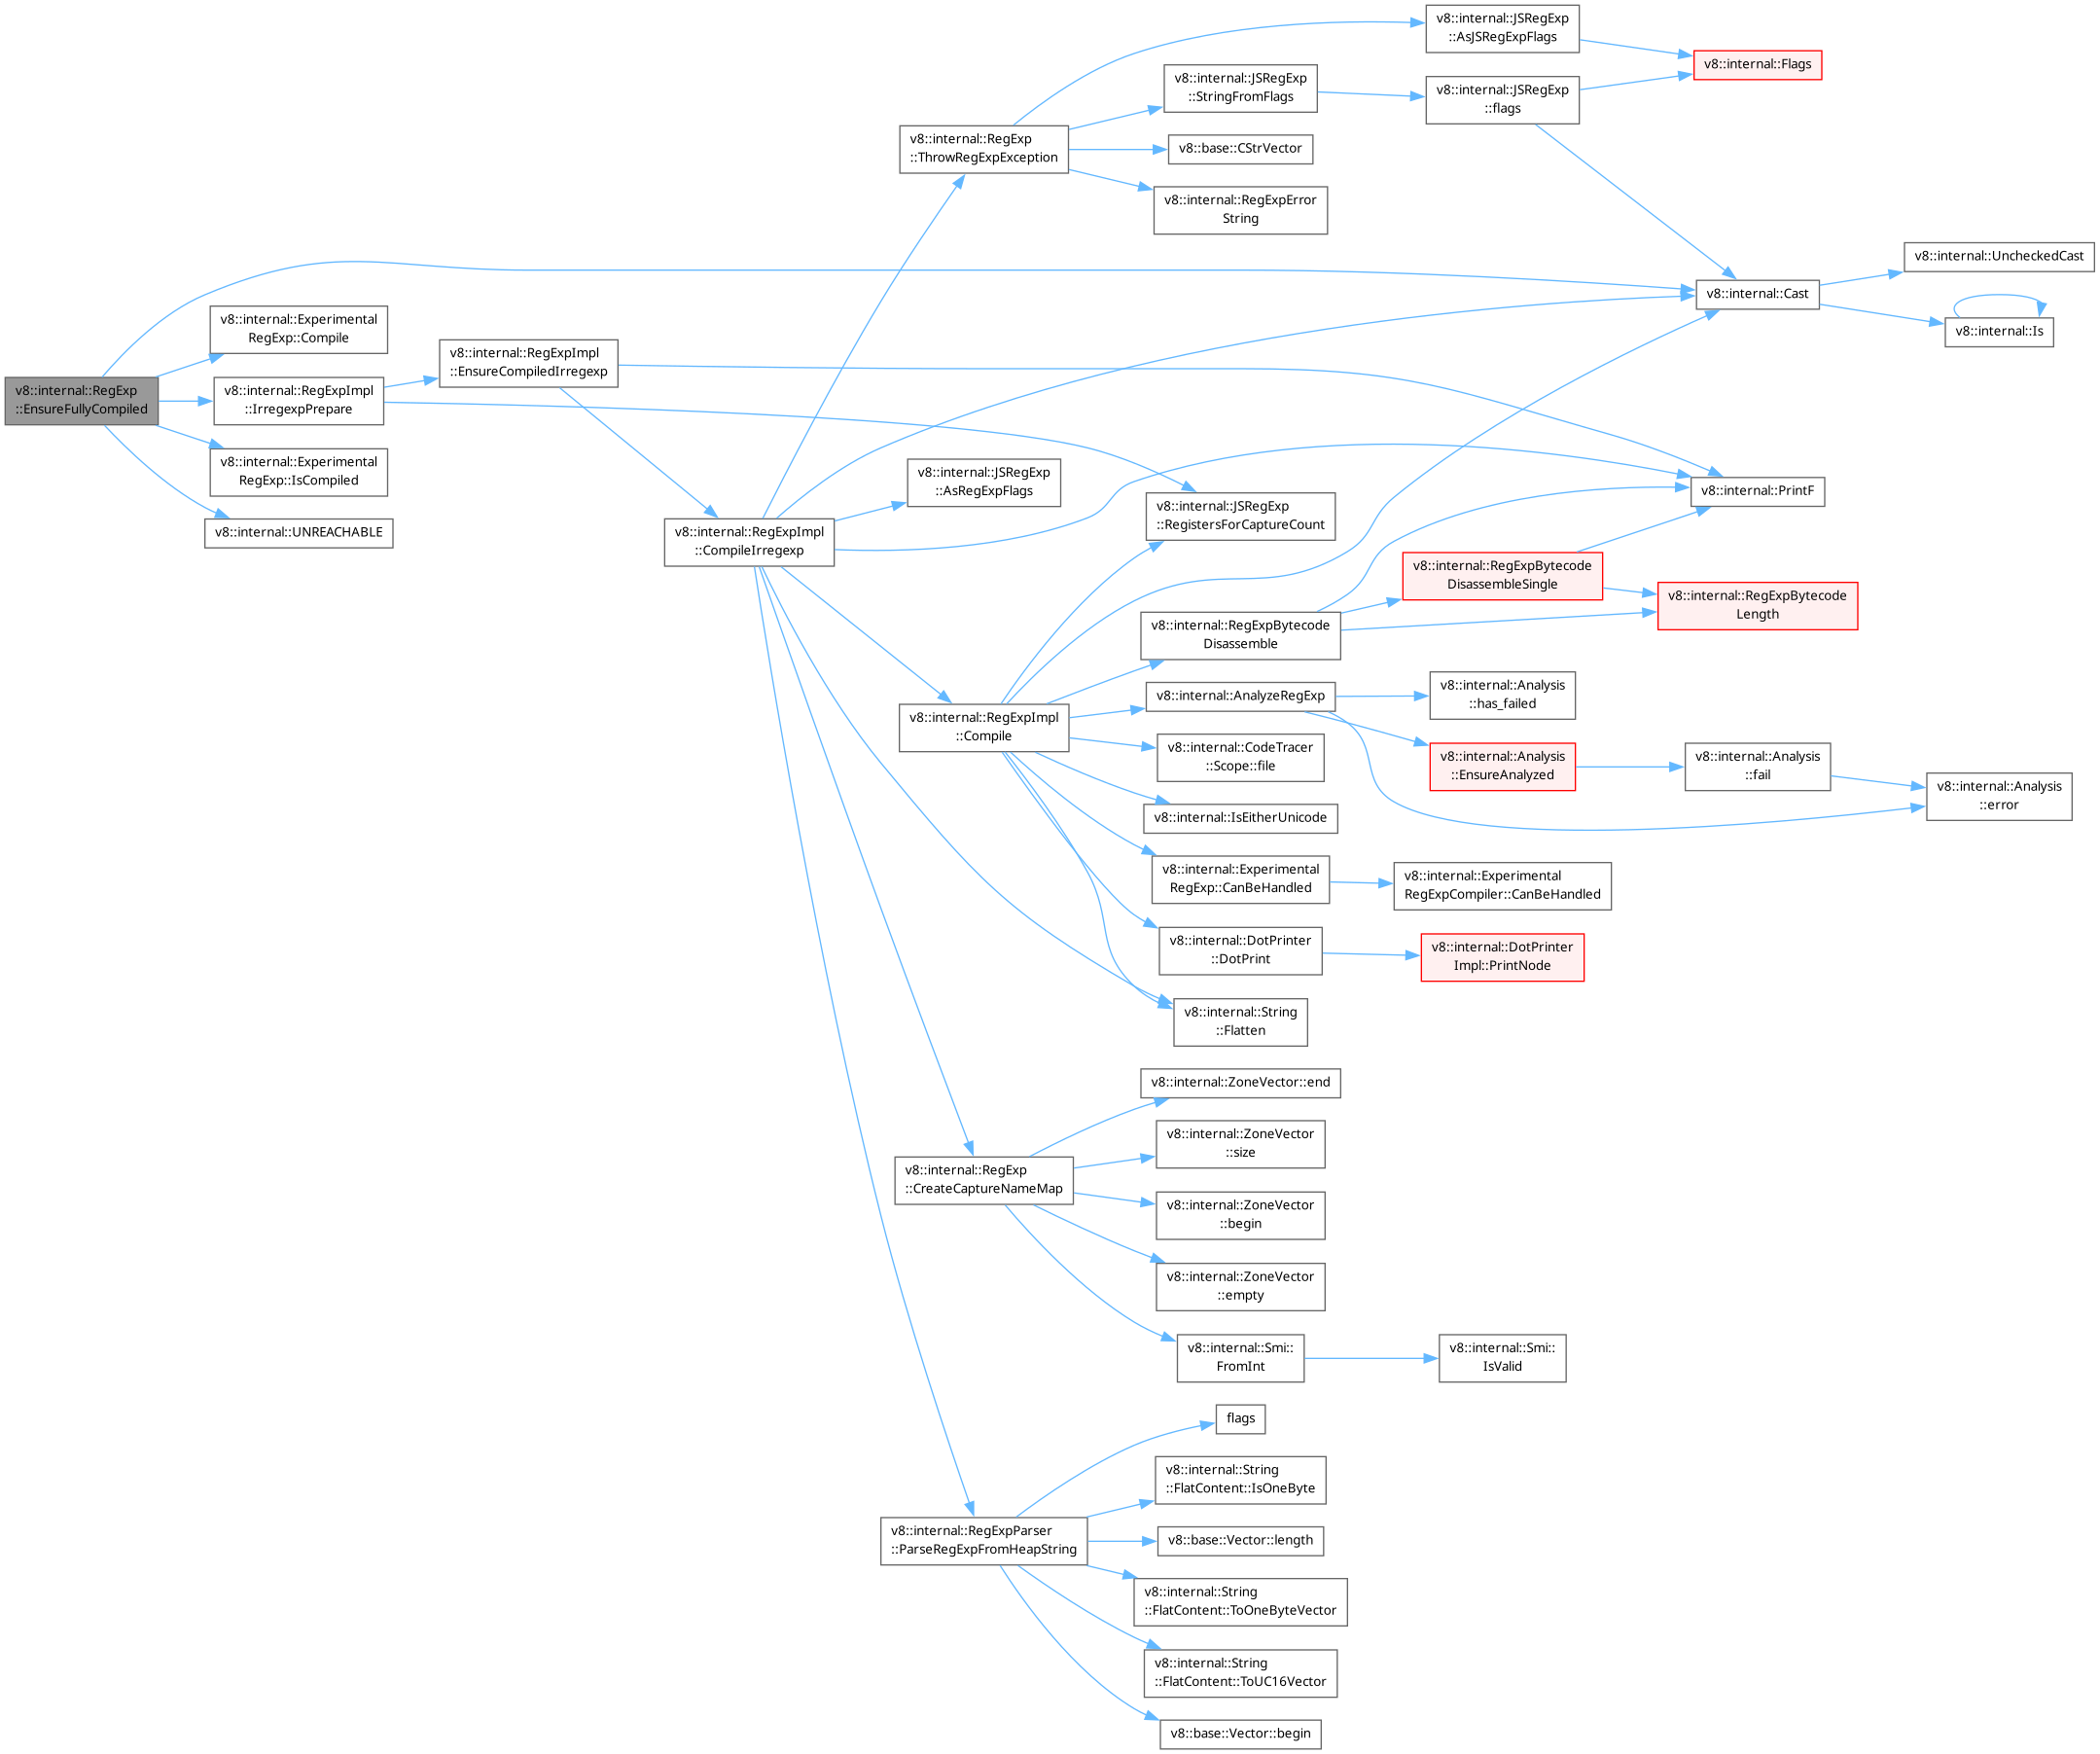 v8::internal::RegExp
::EnsureFullyCompiled
v8::internal::Experimental
RegExp::Compile
v8::internal::RegExpImpl
::IrregexpPrepare
v8::internal::Experimental
RegExp::IsCompiled
v8::internal::UNREACHABLE
v8::internal::RegExpImpl
::EnsureCompiledIrregexp
v8::internal::RegExpImpl
::CompileIrregexp
v8::internal::RegExp
::ThrowRegExpException
v8::internal::JSRegExp
::AsRegExpFlags
v8::internal::RegExpImpl
::Compile
v8::internal::RegExp
::CreateCaptureNameMap
v8::internal::RegExpParser
::ParseRegExpFromHeapString
v8::internal::JSRegExp
::StringFromFlags
v8::base::CStrVector
v8::internal::RegExpError
String
v8::internal::JSRegExp
::RegistersForCaptureCount
v8::internal::RegExpBytecode
Disassemble
v8::internal::AnalyzeRegExp
v8::internal::CodeTracer
::Scope::file
v8::internal::IsEitherUnicode
v8::internal::Experimental
RegExp::CanBeHandled
v8::internal::DotPrinter
::DotPrint
v8::internal::String
::Flatten
v8::internal::ZoneVector::end
v8::internal::ZoneVector
::size
v8::internal::ZoneVector
::begin
v8::internal::ZoneVector
::empty
v8::internal::Smi::
FromInt
flags
v8::internal::String
::FlatContent::IsOneByte
v8::base::Vector::length
v8::internal::String
::FlatContent::ToOneByteVector
v8::internal::String
::FlatContent::ToUC16Vector
v8::base::Vector::begin
v8::internal::JSRegExp
::AsJSRegExpFlags
v8::internal::JSRegExp
::flags
v8::internal::RegExpBytecode
DisassembleSingle
v8::internal::Analysis
::has_failed
v8::internal::Analysis
::EnsureAnalyzed
v8::internal::Experimental
RegExpCompiler::CanBeHandled
v8::internal::DotPrinter
Impl::PrintNode
v8::internal::Smi::
IsValid
v8::internal::Flags
v8::internal::Cast
v8::internal::PrintF
v8::internal::RegExpBytecode
Length
v8::internal::Analysis
::fail
v8::internal::UncheckedCast
v8::internal::Is
v8::internal::Analysis
::error